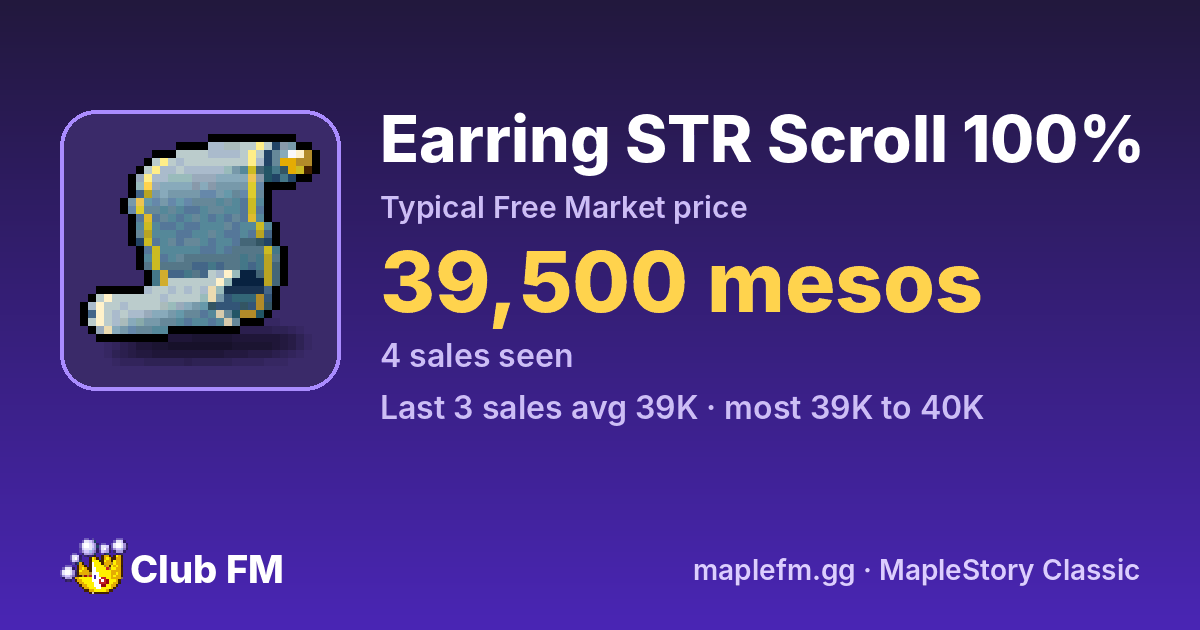 Earring STR Scroll 100%
Typical Free Market price
39,500 mesos
4 sales seen
Last 3 sales avg 39K · most 39K to 40K
Club FM
maplefm.gg · MapleStory Classic